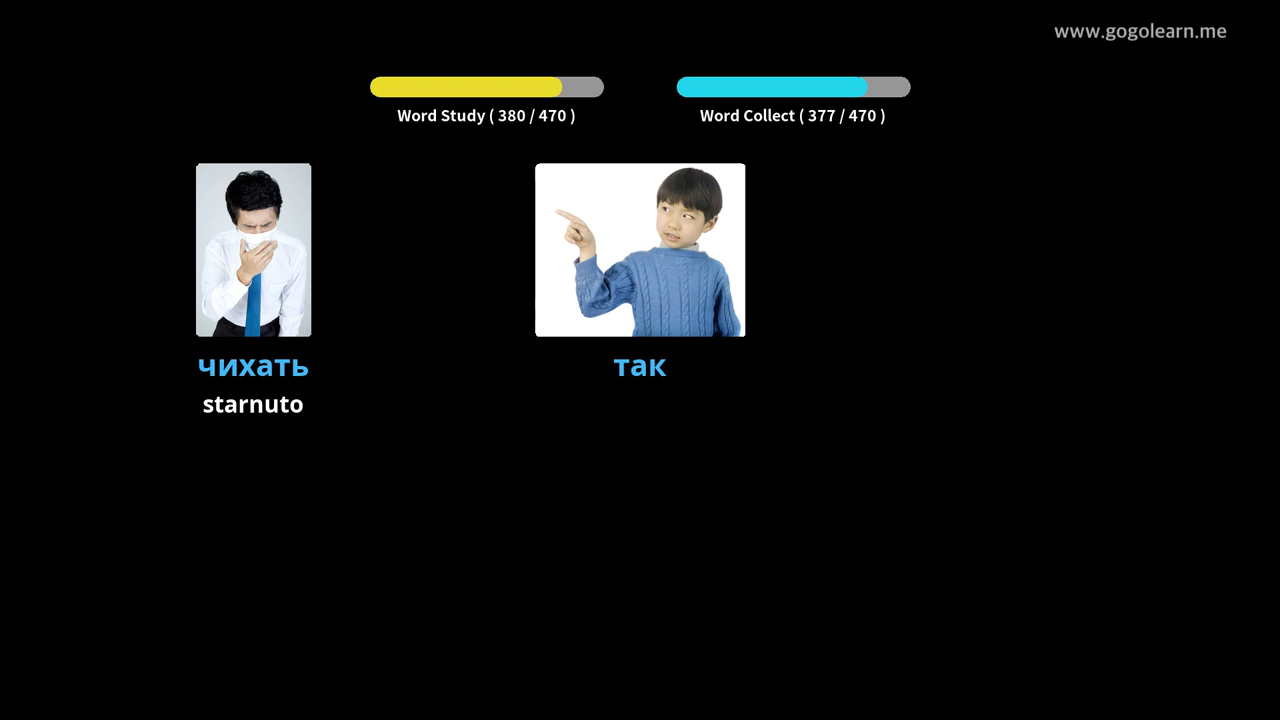 www.gogolearn.me
Word Study ( 380 / 470 )
Word Collect ( 377 / 470 )
чихать
так
starnuto